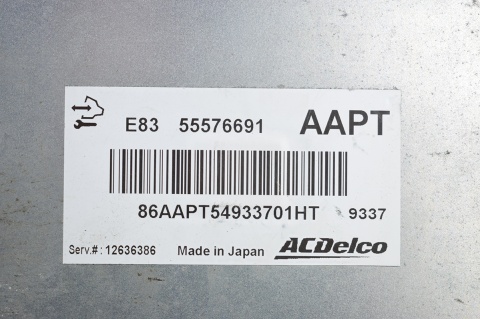 E83 55576691 AAPT
86AAPT54933701HT 9337
Serv.#: 12636386 Made in Japan ACDelco